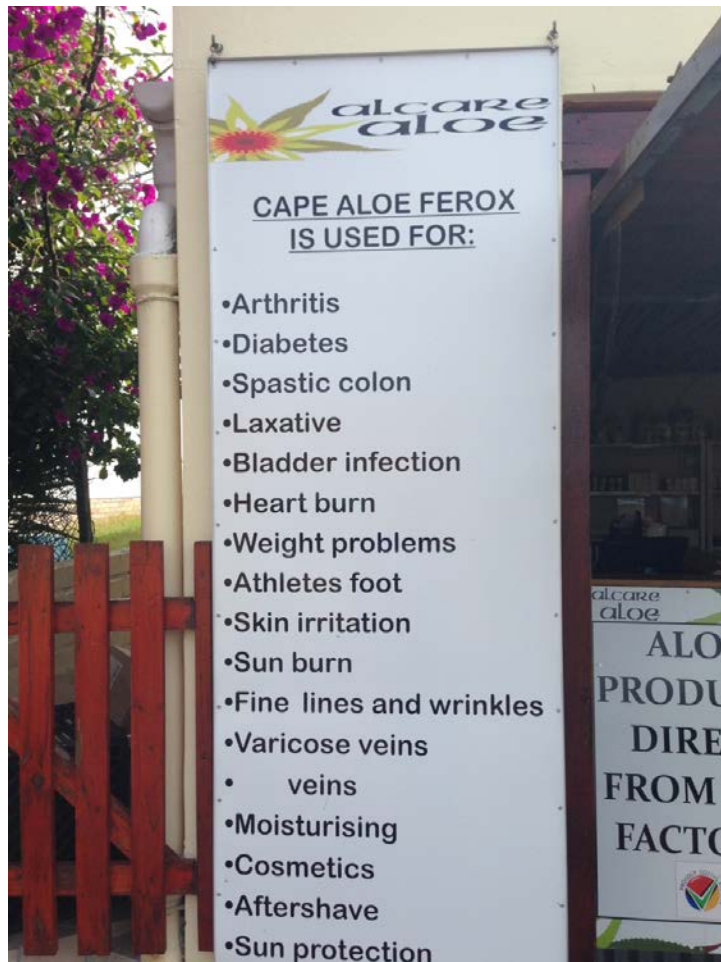 alcare
aloe
CAPE ALOE FEROX
IS USED FOR:
•Arthritis
•Diabetes
•Spastic colon
•Laxative
•Bladder infection
•Heart burn
•Weight problems
•Athletes foot
•Skin irritation
•Sun burn
•Fine lines and wrinkles
•Varicose veins
• veins
•Moisturising
•Cosmetics
•Aftershave
•Sun protection
alcare
aloe
ALO
PRODU
DIRE
FROM
FACTO
PROUDLY